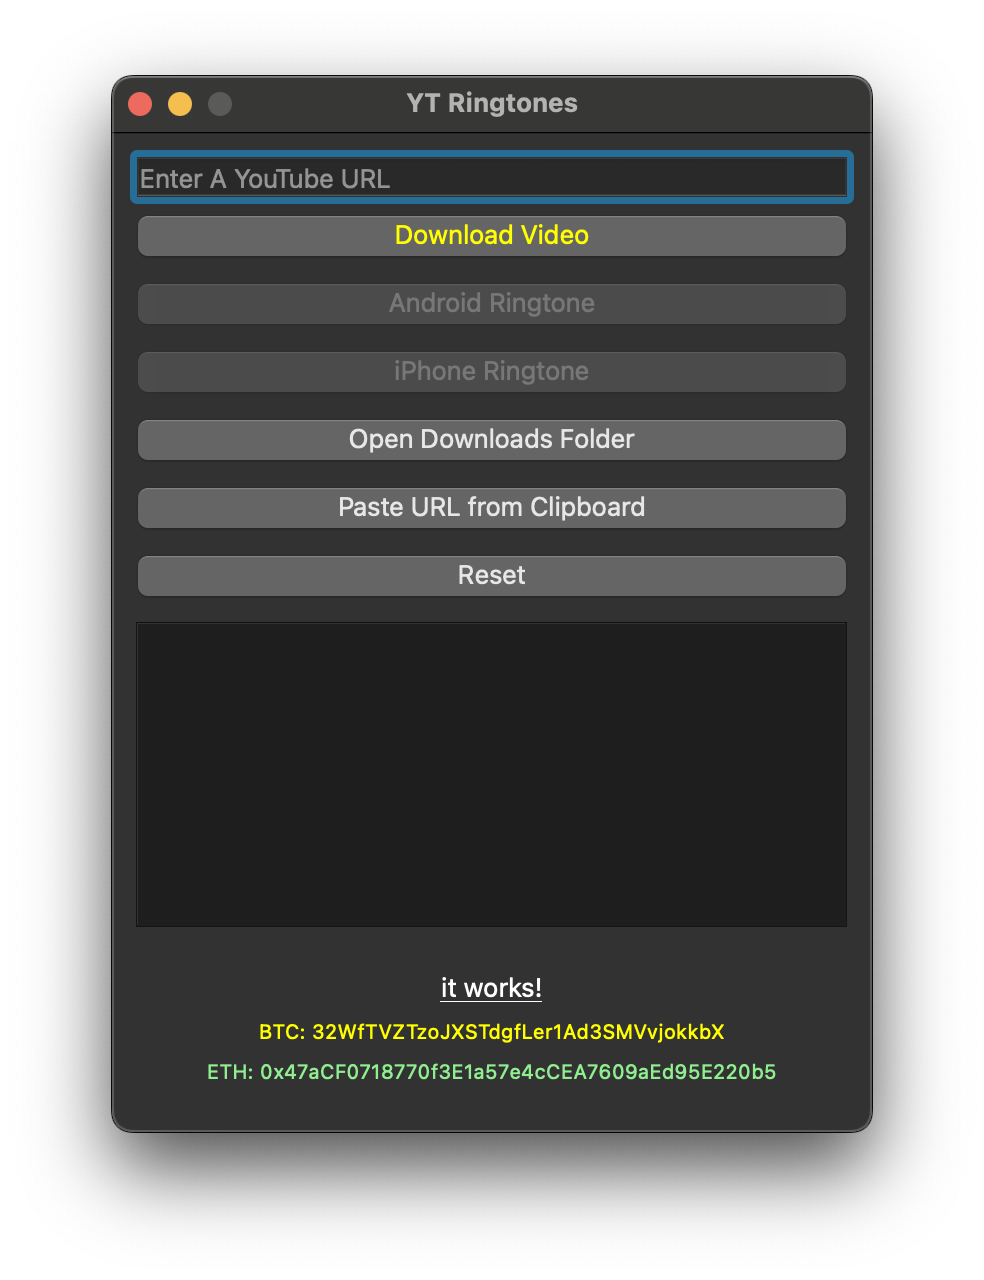 YT Ringtones
Enter A YouTube URL
Download Video
Android Ringtone
iPhone Ringtone
Open Downloads Folder
Paste URL from Clipboard
Reset
it works!
BTC: 32WfTVZTzoJXSTdgfLer1Ad3SMVvjokkbX
ETH: 0x47aCF0718770f3E1a57e4cCEA7609aEd95E220b5